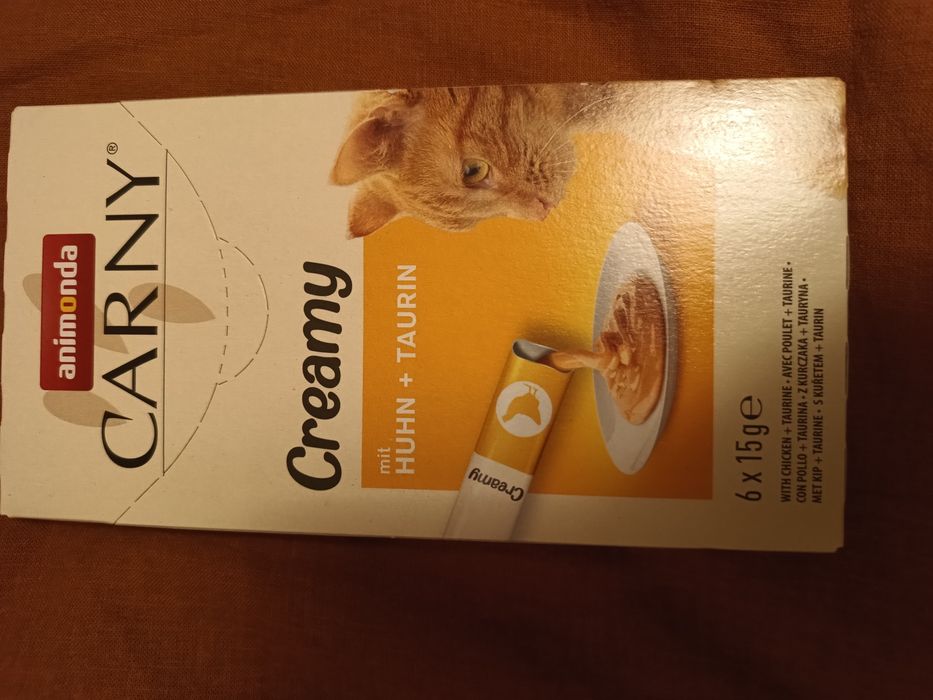 animonda
CARNY®
Creamy
mit
HUHN + TAURIN
Creamy
6 x 15 g e
WITH CHICKEN + TAURINE • AVEC POULET + TAURINE •
CON POLLO + TAURINA • Z KURCZAKA + TAURYNA •
MET KIP + TAURINE • S KUŘETEM + TAURIN